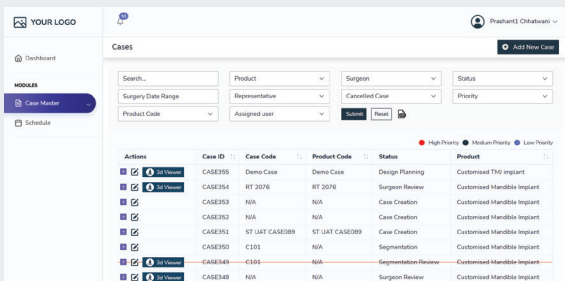 YOUR LOGO
57
Prashant1 Chhatwani
Cases
Add New Case
Dashboard
MODULES
Case Master
Schedule
Search...
Product
Surgeon
Status
Surgery Date Range
Representative
Cancelled Case
Priority
Product Code
Assigned user
Submit
Reset
High Priority
Medium Priority
Low Priority
Actions Case ID Case Code Product Code Status Product
3d Viewer CASE355 Demo Case Demo Case Design Planning Customised TMJ implant
3d Viewer CASE354 RT 2076 RT 2076 Surgeon Review Customised Mandible Implant
CASE353 N/A N/A Case Creation Customised Mandible Implant
CASE352 N/A N/A Case Creation Customised Mandible Implant
CASE351 ST UAT CASE089 ST UAT CASE089 Case Creation Customised Mandible Implant
CASE350 C101 N/A Segmentation Customised Mandible Implant
3d Viewer CASE349 C101 N/A Segmentation Review Customised Mandible Implant
3d Viewer CASE348 N/A N/A Surgeon Review Customised Mandible Implant